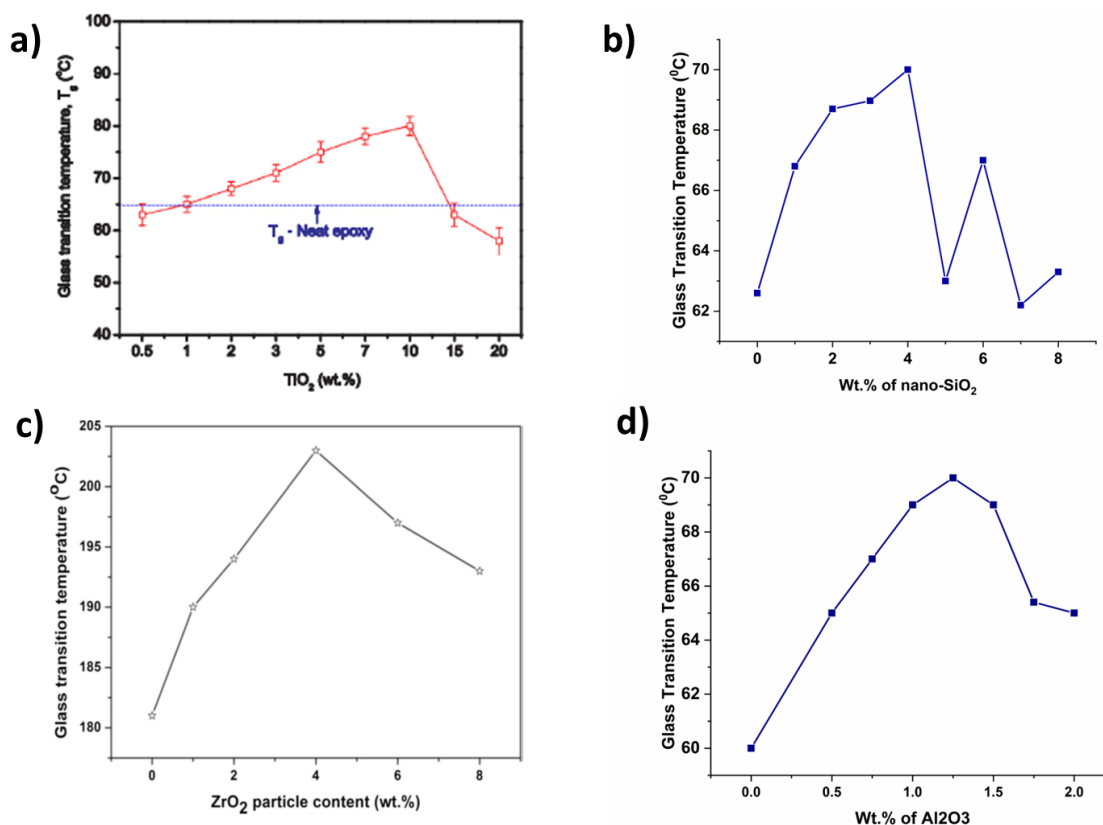 a)
Glass transition temperature, Tg (⁰C)
100
90
80
70
60
50
40
Tg - Neat epoxy
0.5 1 2 3 5 7 10 15 20
TiO₂ (wt.%)
b)
Glass Transition Temperature (⁰C)
70
68
66
64
62
0 2 4 6 8
Wt.% of nano-SiO₂
c)
Glass transition temperature (⁰C)
205
200
195
190
185
180
0 2 4 6 8
ZrO₂ particle content (wt.%)
d)
Glass Transition Temperature (⁰C)
70
68
66
64
62
60
0.0 0.5 1.0 1.5 2.0
Wt.% of Al2O3